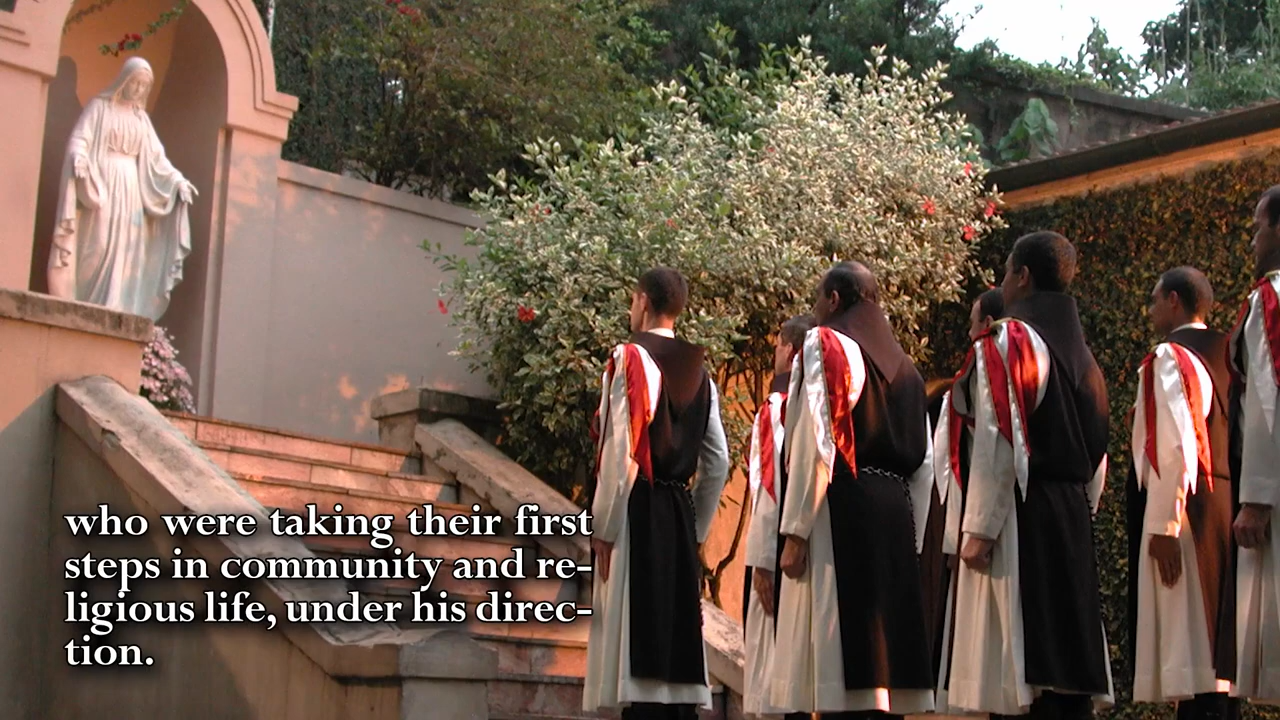 who were taking their first
steps in community and re-
ligious life, under his direc-
tion.